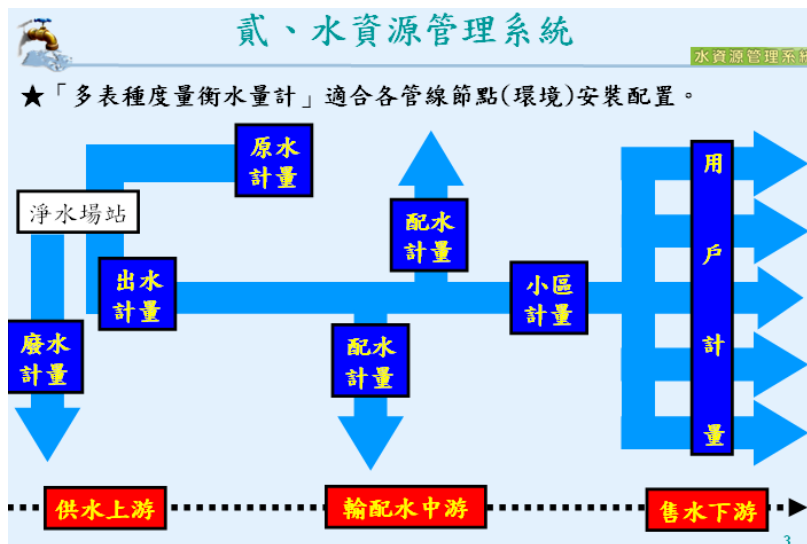 貳、水資源管理系統
水資源管理系統
★「多表種度量衡水量計」適合各管線節點(環境)安裝配置。
原水
計量
淨水場站
出水
計量
廢水
計量
配水
計量
配水
計量
小區
計量
用
戶
計
量
供水上游
輸配水中游
售水下游
3